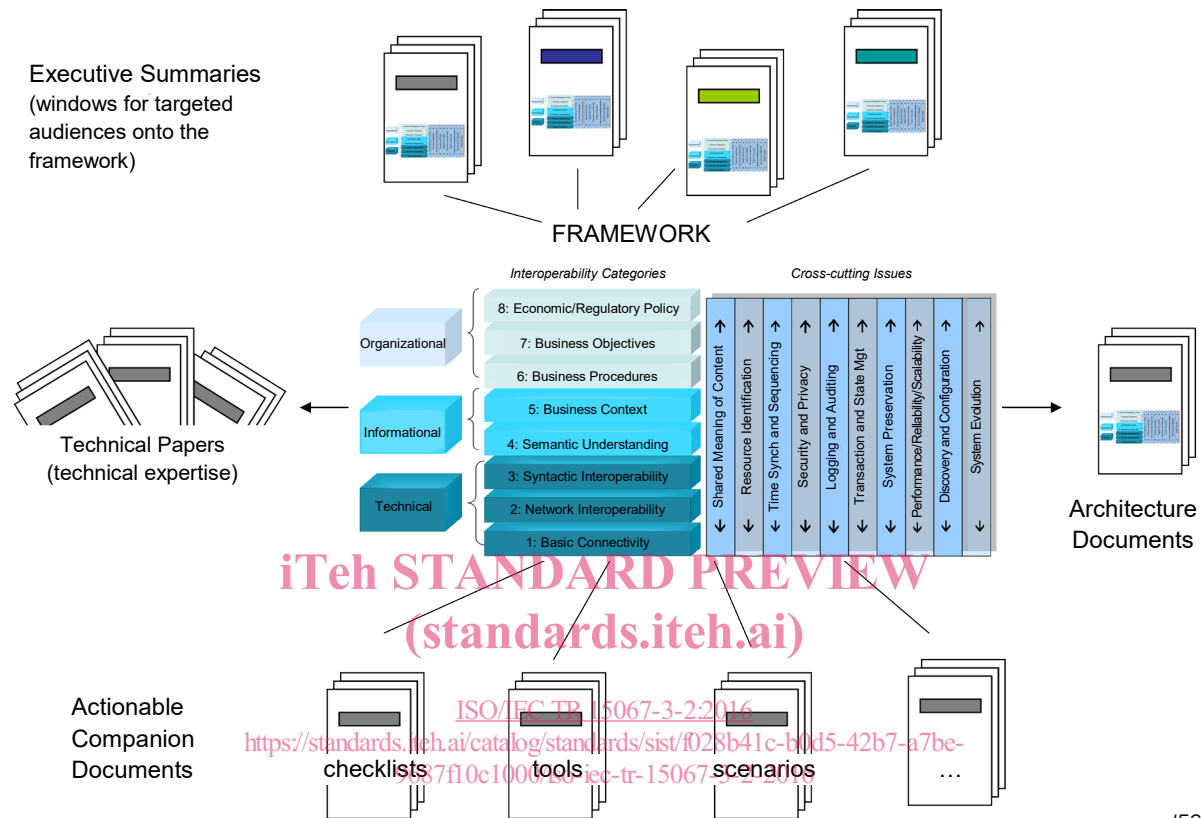 Executive Summaries
(windows for targeted
audiences onto the
framework)
FRAMEWORK
Interoperability Categories
Cross-cutting Issues
Organizational
Informational
Technical
8: Economic/Regulatory Policy
7: Business Objectives
6: Business Procedures
5: Business Context
4: Semantic Understanding
3: Syntactic Interoperability
2: Network Interoperability
1: Basic Connectivity
Shared Meaning of Content
Resource Identification
Time Synch and Sequencing
Security and Privacy
Logging and Auditing
Transaction and State Mgt
System Preservation
Performance/Reliability/Scalability
Discovery and Configuration
System Evolution
Technical Papers
(technical expertise)
Architecture
Documents
iTeh STANDARD PREVIEW
(standards.iteh.ai)
Actionable
Companion
Documents
ISO/IEC TR 15067-3-2:2016
https://standards.iteh.ai/catalog/standards/sist/f028b41c-b0d5-42b7-a7be-
9687f10c1000/iso-iec-tr-15067-3-2-2016
checklists
tools
scenarios
…